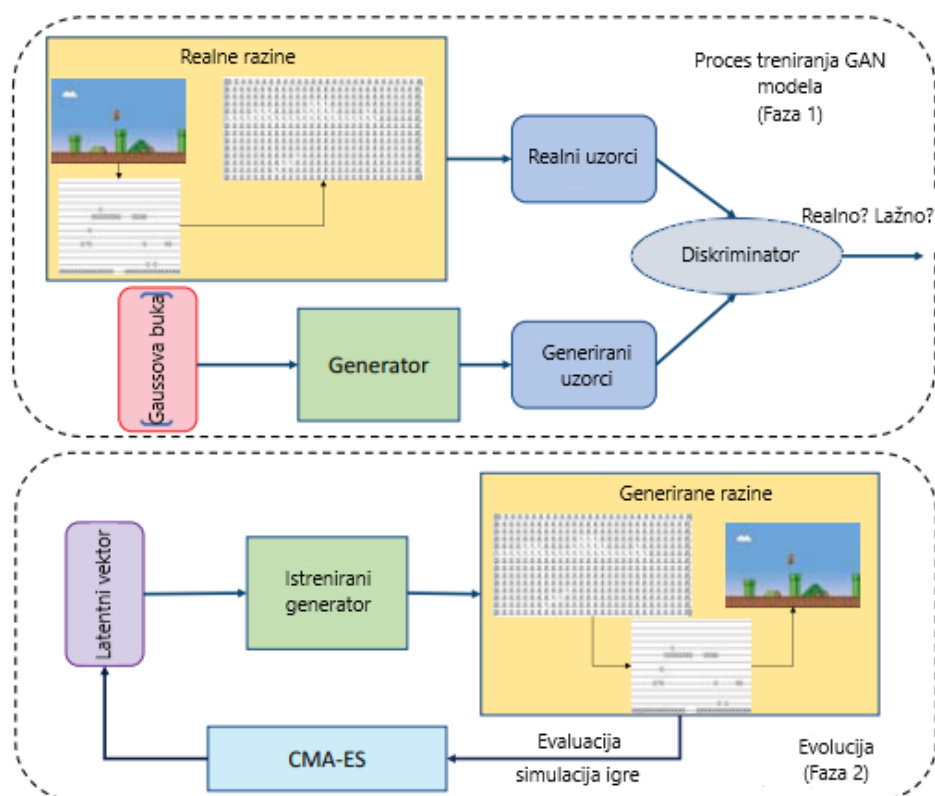 Realne razine
Proces treniranja GAN
modela
(Faza 1)
Realni uzorci
Realno? Lažno?
Diskriminator
Gaussova buka
Generator
Generirani
uzorci
Generirane razine
Latentni vektor
Istrenirani
generator
CMA-ES
Evaluacija
simulacija igre
Evolucija
(Faza 2)